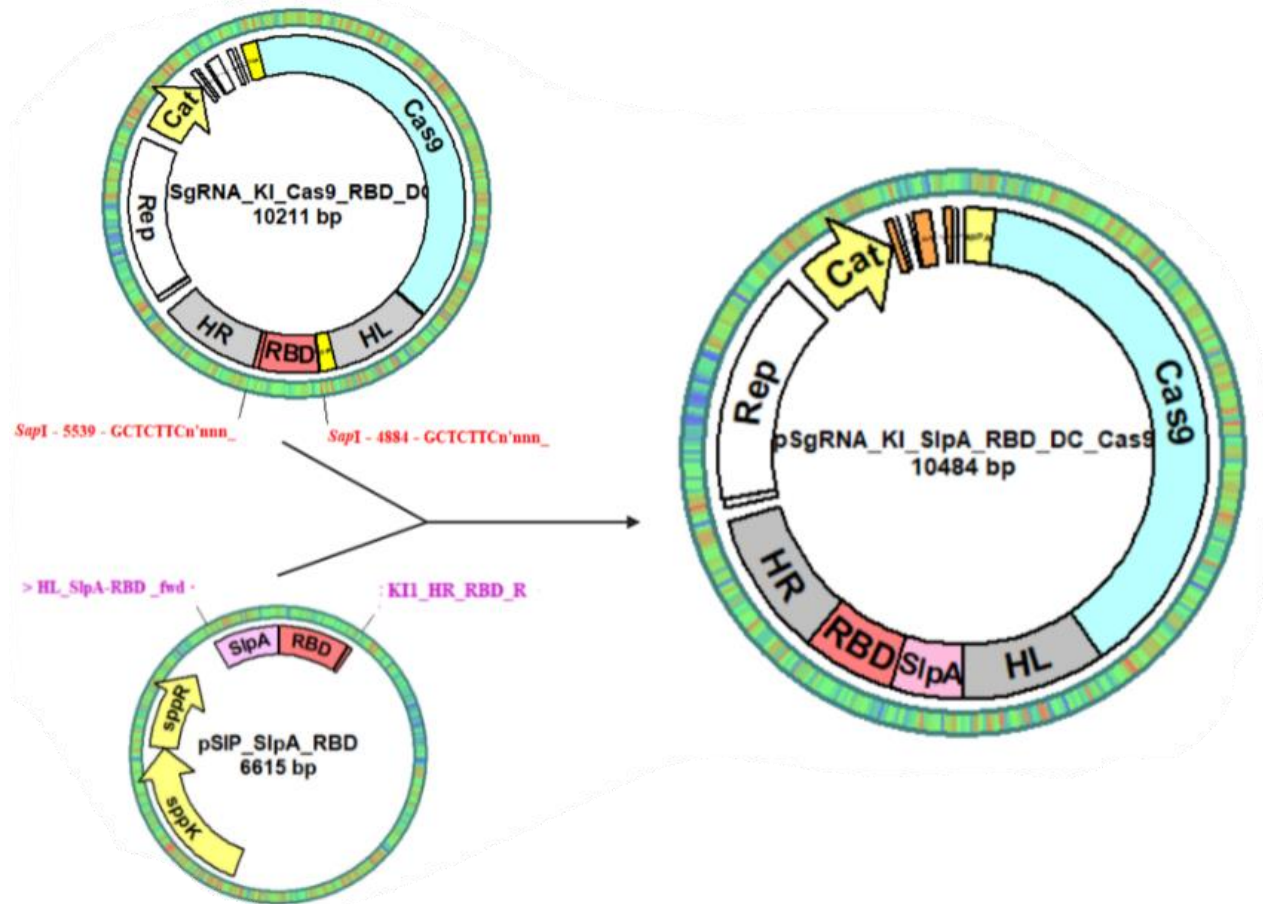 Cat
Cas9
Rep
SgRNA_KI_Cas9_RBD_DC
10211 bp
HR
RBD
HL
SapI - 5539 - GCTCTTCn'nnn_
SapI - 4884 - GCTCTTCn'nnn_
> HL_SlpA-RBD _fwd
: KI1_HR_RBD_R
SlpA
RBD
sppR
pSIP_SlpA_RBD
6615 bp
sppK
Cat
Rep
Cas9
pSgRNA_KI_SlpA_RBD_DC_Cas9
10484 bp
HR
RBD
SlpA
HL